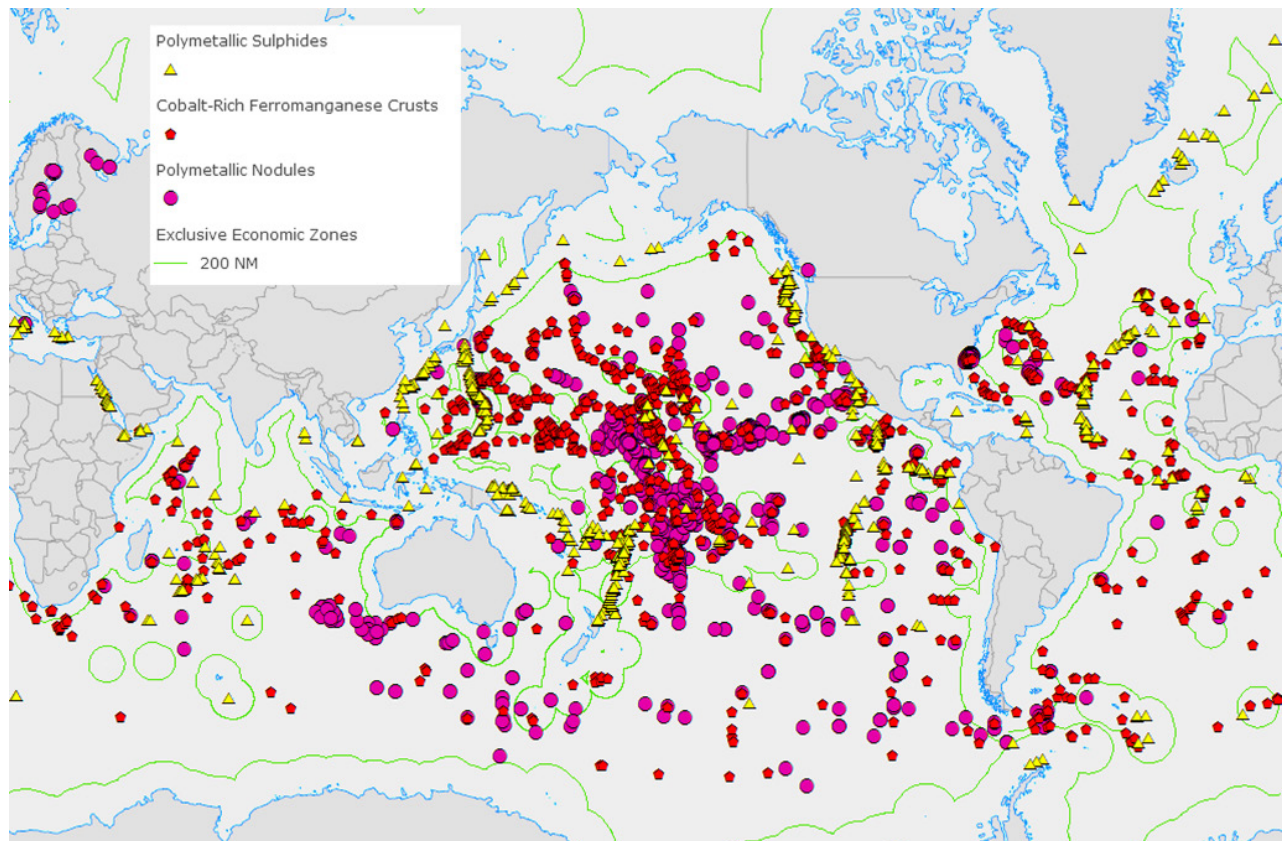 Polymetallic Sulphides
Cobalt-Rich Ferromanganese Crusts
Polymetallic Nodules
Exclusive Economic Zones
200 NM